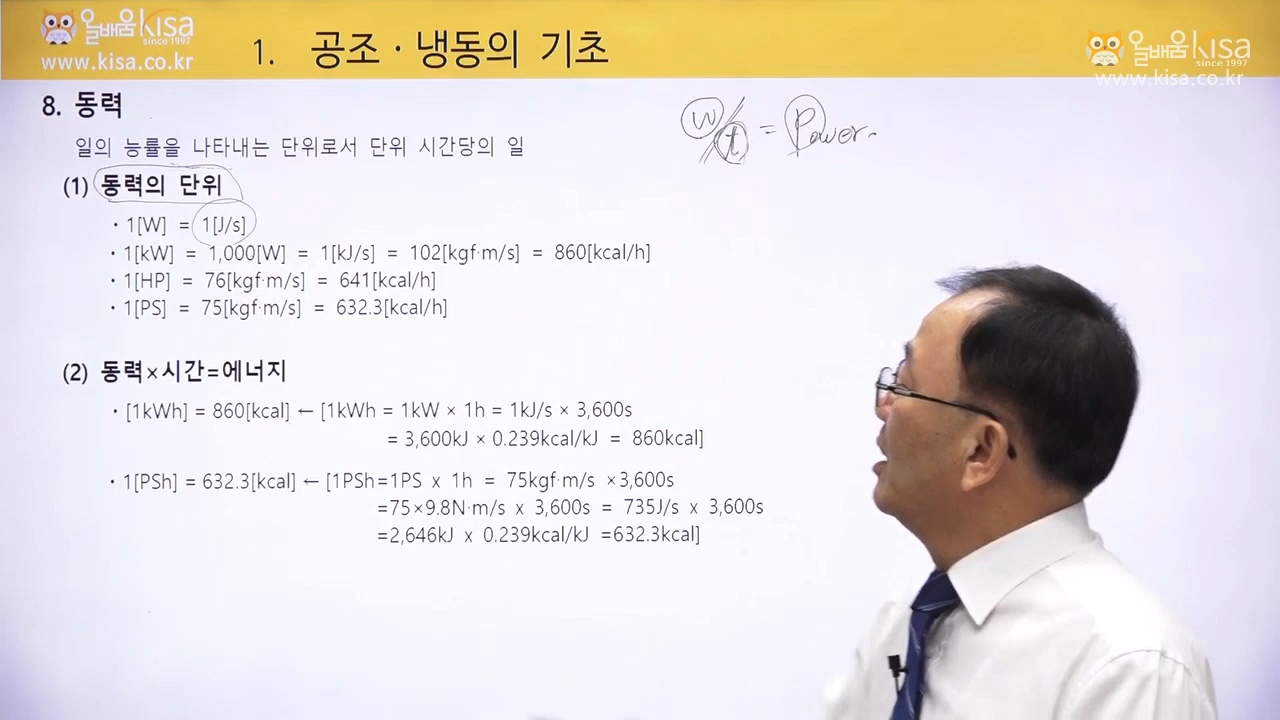 올배움kisa
since 1997
www.kisa.co.kr
1. 공조·냉동의 기초
올배움kisa
since 1997
www.kisa.co.kr
8. 동력
W/t = Power.
일의 능률을 나타내는 단위로서 단위 시간당의 일
(1) 동력의 단위
· 1[W] = 1[J/s]
· 1[kW] = 1,000[W] = 1[kJ/s] = 102[kgf·m/s] = 860[kcal/h]
· 1[HP] = 76[kgf·m/s] = 641[kcal/h]
· 1[PS] = 75[kgf·m/s] = 632.3[kcal/h]
(2) 동력×시간=에너지
· [1kWh] = 860[kcal] ← [1kWh = 1kW × 1h = 1kJ/s × 3,600s
= 3,600kJ × 0.239kcal/kJ = 860kcal]
· 1[PSh] = 632.3[kcal] ← [1PSh=1PS x 1h = 75kgf·m/s ×3,600s
=75×9.8N·m/s x 3,600s = 735J/s x 3,600s
=2,646kJ x 0.239kcal/kJ =632.3kcal]